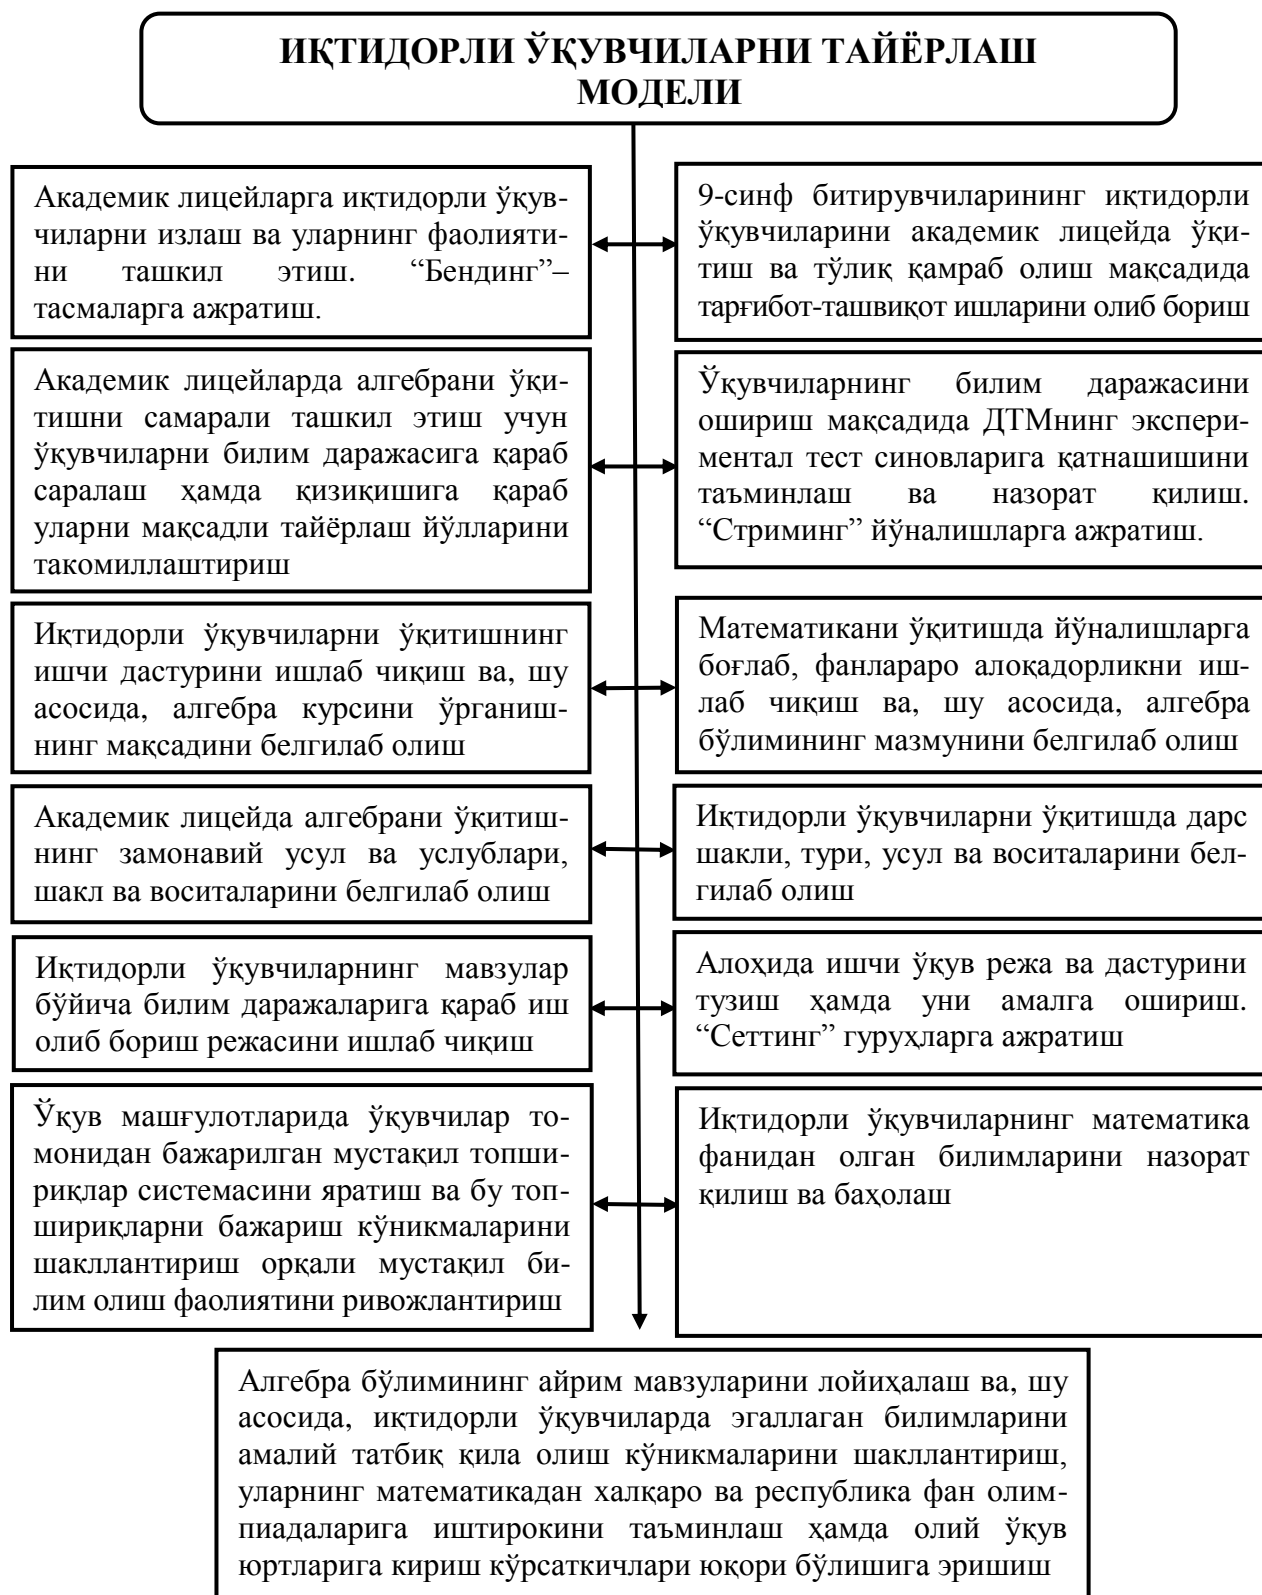 ИҚТИДОРЛИ ЎҚУВЧИЛАРНИ ТАЙЁРЛАШ
МОДЕЛИ
Академик лицейларга иқтидорли ўқув-
чиларни излаш ва уларнинг фаолияти-
ни ташкил этиш. “Бендинг”–
тасмаларга ажратиш.
9-синф битирувчиларининг иқтидорли
ўқувчиларини академик лицейда ўқи-
тиш ва тўлиқ қамраб олиш мақсадида
тарғибот-ташвиқот ишларини олиб бориш
Академик лицейларда алгебрани ўқи-
тишни самарали ташкил этиш учун
ўқувчиларни билим даражасига қараб
саралаш ҳамда қизиқишига қараб
уларни мақсадли тайёрлаш йўлларини
такомиллаштириш
Ўқувчиларнинг билим даражасини
ошириш мақсадида ДТМнинг экспери-
ментал тест синовларига қатнашишини
таъминлаш ва назорат қилиш.
“Стриминг” йўналишларга ажратиш.
Иқтидорли ўқувчиларни ўқитишнинг
ишчи дастурини ишлаб чиқиш ва, шу
асосида, алгебра курсини ўрганиш-
нинг мақсадини белгилаб олиш
Математикани ўқитишда йўналишларга
боғлаб, фанлараро алоқадорликни иш-
лаб чиқиш ва, шу асосида, алгебра
бўлимининг мазмунини белгилаб олиш
Академик лицейда алгебрани ўқитиш-
нинг замонавий усул ва услублари,
шакл ва воситаларини белгилаб олиш
Иқтидорли ўқувчиларни ўқитишда дарс
шакли, тури, усул ва воситаларини бел-
гилаб олиш
Иқтидорли ўқувчиларнинг мавзулар
бўйича билим даражаларига қараб иш
олиб бориш режасини ишлаб чиқиш
Алоҳида ишчи ўқув режа ва дастурини
тузиш ҳамда уни амалга ошириш.
“Сеттинг” гуруҳларга ажратиш
Ўқув машғулотларида ўқувчилар то-
монидан бажарилган мустақил топши-
риқлар системасини яратиш ва бу топ-
шириқларни бажариш кўникмаларини
шакллантириш орқали мустақил би-
лим олиш фаолиятини ривожлантириш
Иқтидорли ўқувчиларнинг математика
фанидан олган билимларини назорат
қилиш ва баҳолаш
Алгебра бўлимининг айрим мавзуларини лойиҳалаш ва, шу
асосида, иқтидорли ўқувчиларда эгаллаган билимларини
амалий татбиқ қила олиш кўникмаларини шакллантириш,
уларнинг математикадан халқаро ва республика фан олим-
пиадаларига иштирокини таъминлаш ҳамда олий ўқув
юртларига кириш кўрсаткичлари юқори бўлишига эришиш